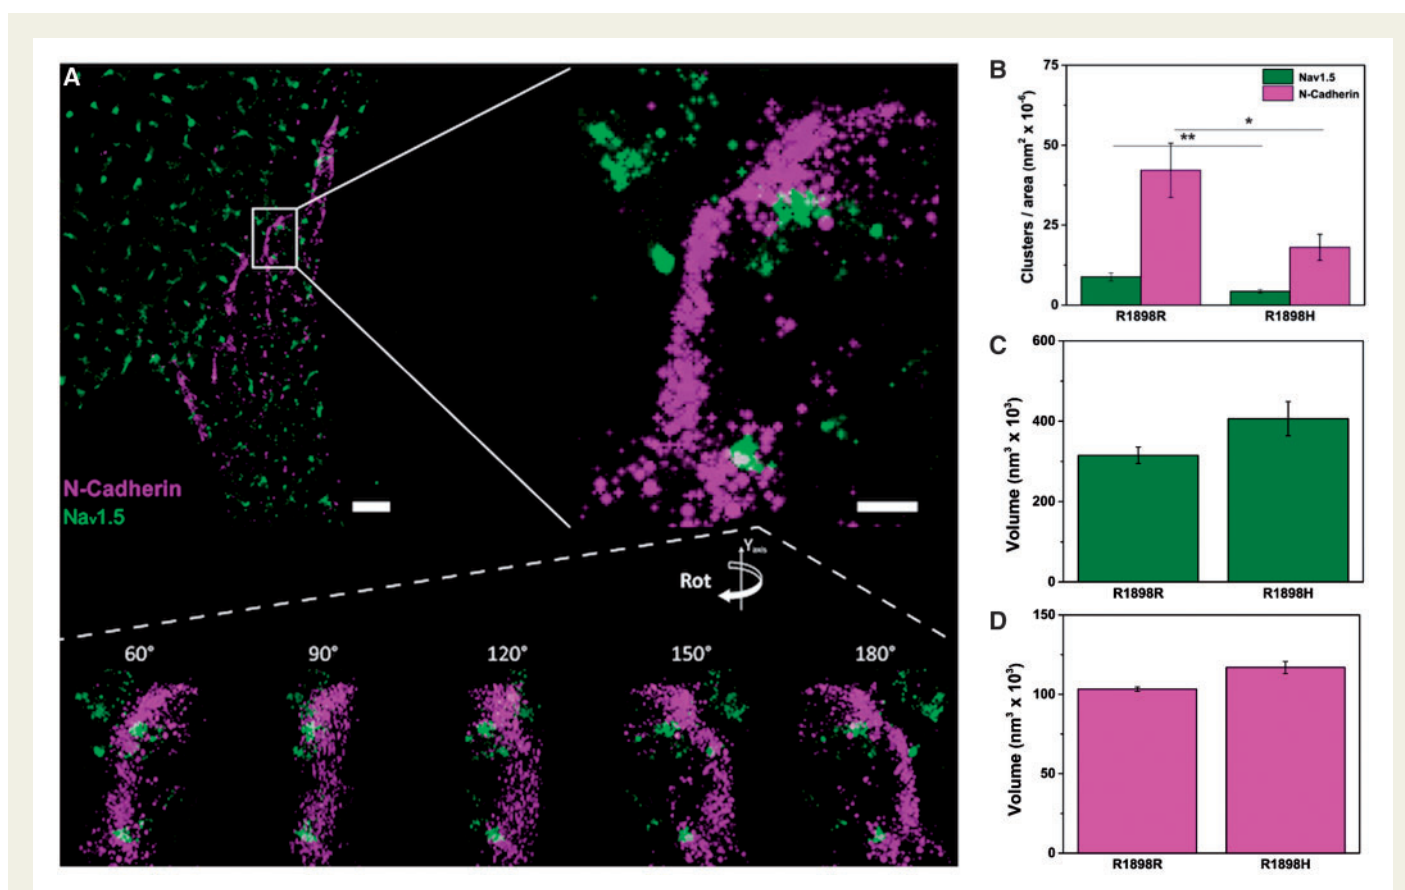 A
N-Cadherin
Nav1.5
Yaxis
Rot
60° 90° 120° 150° 180°
B
Clusters / area (nm² x 10⁻⁶)
75
50
25
0
Nav1.5
N-Cadherin
*
**
R1898R R1898H
C
Volume (nm³ x 10³)
600
400
200
0
R1898R R1898H
D
Volume (nm³ x 10³)
150
100
50
0
R1898R R1898H